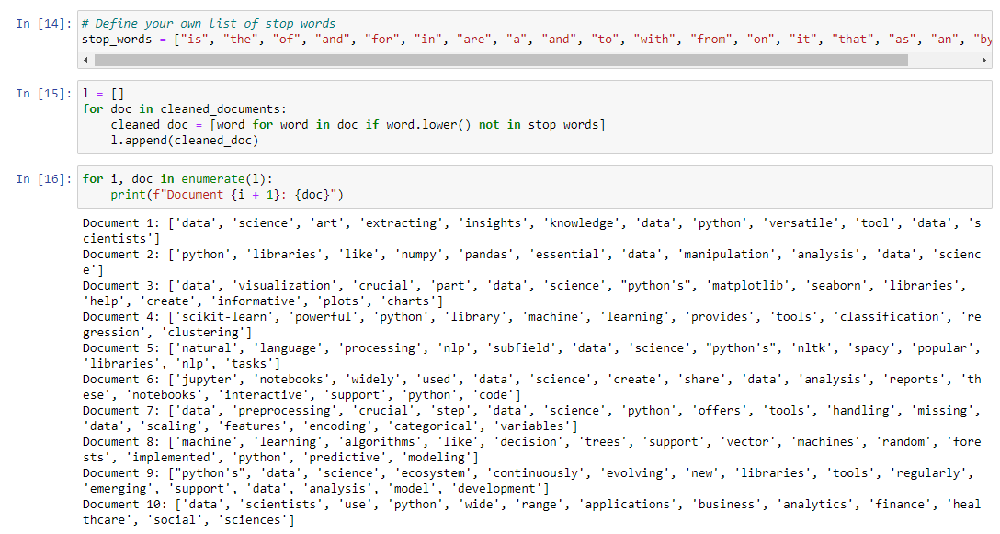 In [14]: # Define your own list of stop words
stop_words = ["is", "the", "of", "and", "for", "in", "are", "a", "and", "to", "with", "from", "on", "it", "that", "as", "an", "by
In [15]: l = []
for doc in cleaned_documents:
    cleaned_doc = [word for word in doc if word.lower() not in stop_words]
    l.append(cleaned_doc)
In [16]: for i, doc in enumerate(l):
    print(f"Document {i + 1}: {doc}")
Document 1: ['data', 'science', 'art', 'extracting', 'insights', 'knowledge', 'data', 'python', 'versatile', 'tool', 'data', 's
cientists']
Document 2: ['python', 'libraries', 'like', 'numpy', 'pandas', 'essential', 'data', 'manipulation', 'analysis', 'data', 'scienc
e']
Document 3: ['data', 'visualization', 'crucial', 'part', 'data', 'science', "python's", 'matplotlib', 'seaborn', 'libraries',
'help', 'create', 'informative', 'plots', 'charts']
Document 4: ['scikit-learn', 'powerful', 'python', 'library', 'machine', 'learning', 'provides', 'tools', 'classification', 're
gression', 'clustering']
Document 5: ['natural', 'language', 'processing', 'nlp', 'subfield', 'data', 'science', "python's", 'nltk', 'spacy', 'popular',
'libraries', 'nlp', 'tasks']
Document 6: ['jupyter', 'notebooks', 'widely', 'used', 'data', 'science', 'create', 'share', 'data', 'analysis', 'reports', 'th
ese', 'notebooks', 'interactive', 'support', 'python', 'code']
Document 7: ['data', 'preprocessing', 'crucial', 'step', 'data', 'science', 'python', 'offers', 'tools', 'handling', 'missing',
'data', 'scaling', 'features', 'encoding', 'categorical', 'variables']
Document 8: ['machine', 'learning', 'algorithms', 'like', 'decision', 'trees', 'support', 'vector', 'machines', 'random', 'fore
sts', 'implemented', 'python', 'predictive', 'modeling']
Document 9: ["python's", 'data', 'science', 'ecosystem', 'continuously', 'evolving', 'new', 'libraries', 'tools', 'regularly',
'emerging', 'support', 'data', 'analysis', 'model', 'development']
Document 10: ['data', 'scientists', 'use', 'python', 'wide', 'range', 'applications', 'business', 'analytics', 'finance', 'heal
thcare', 'social', 'sciences']